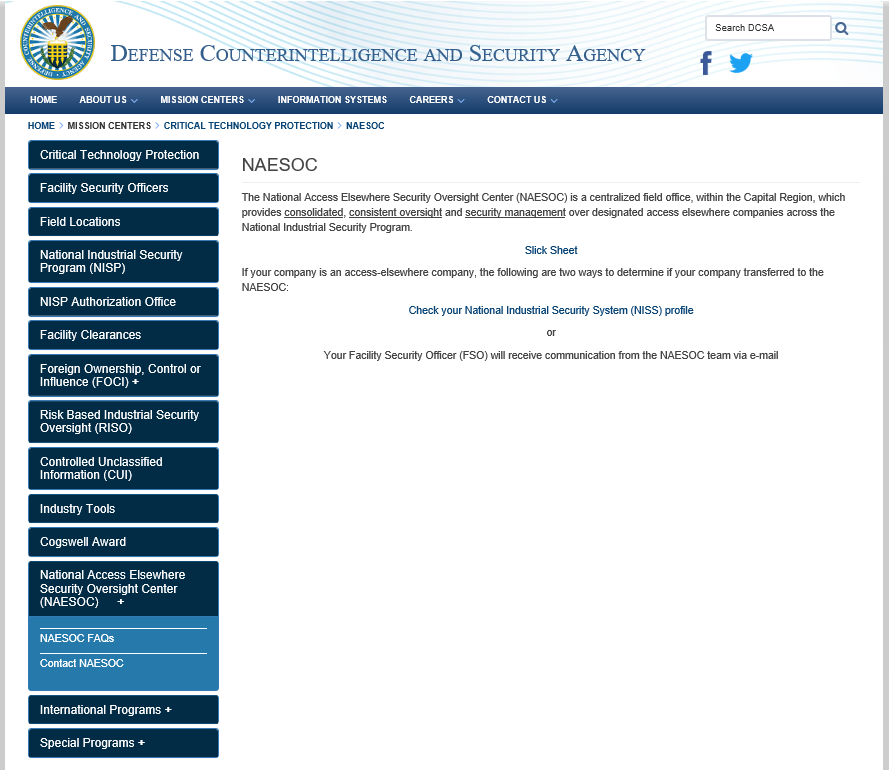 DEFENSE COUNTERINTELLIGENCE AND SECURITY AGENCY
Search DCSA
HOME ABOUT US MISSION CENTERS INFORMATION SYSTEMS CAREERS CONTACT US
HOME > MISSION CENTERS > CRITICAL TECHNOLOGY PROTECTION > NAESOC
Critical Technology Protection
Facility Security Officers
Field Locations
National Industrial Security
Program (NISP)
NISP Authorization Office
Facility Clearances
Foreign Ownership, Control or
Influence (FOCI) +
Risk Based Industrial Security
Oversight (RISO)
Controlled Unclassified
Information (CUI)
Industry Tools
Cogswell Award
National Access Elsewhere
Security Oversight Center
(NAESOC) +
NAESOC FAQs
Contact NAESOC
International Programs +
Special Programs +
NAESOC
The National Access Elsewhere Security Oversight Center (NAESOC) is a centralized field office, within the Capital Region, which
provides consolidated, consistent oversight and security management over designated access elsewhere companies across the
National Industrial Security Program.
Slick Sheet
If your company is an access-elsewhere company, the following are two ways to determine if your company transferred to the
NAESOC:
Check your National Industrial Security System (NISS) profile
or
Your Facility Security Officer (FSO) will receive communication from the NAESOC team via e-mail